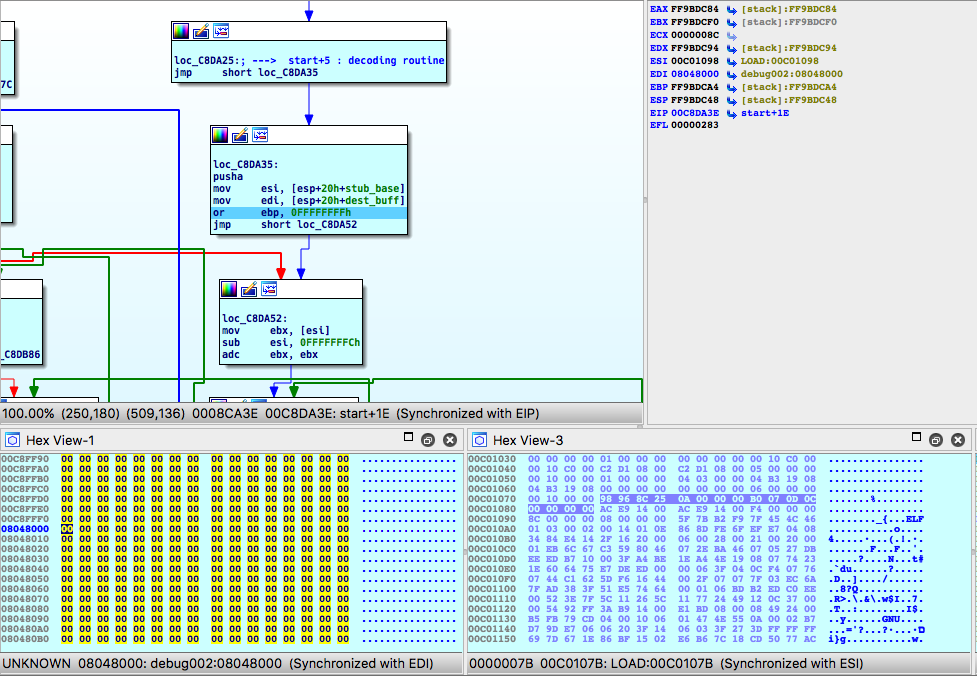 loc_C8DA25:; ---> start+5 : decoding routine
jmp short loc_C8DA35
7C
loc_C8DA35:
pusha
mov esi, [esp+20h+stub_base]
mov edi, [esp+20h+dest_buff]
or ebp, 0FFFFFFFFh
jmp short loc_C8DA52
loc_C8DA52:
mov ebx, [esi]
sub esi, 0FFFFFFFCh
adc ebx, ebx
_C8DB86
100.00% (250,180) (509,136) 0008CA3E 00C8DA3E: start+1E (Synchronized with EIP)
EAX FF9BDC84 [stack]:FF9BDC84
EBX FF9BDCF0 [stack]:FF9BDCF0
ECX 0000008C
EDX FF9BDC94 [stack]:FF9BDC94
ESI 00C01098 LOAD:00C01098
EDI 08048000 debug002:08048000
EBP FF9BDCA4 [stack]:FF9BDCA4
ESP FF9BDC48 [stack]:FF9BDC48
EIP 00C8DA3E start+1E
EFL 00000283
Hex View-1
00C8FF90 00 00 00 00 00 00 00 00 00 00 00 00 00 00 00 00 ................
00C8FFA0 00 00 00 00 00 00 00 00 00 00 00 00 00 00 00 00 ................
00C8FFB0 00 00 00 00 00 00 00 00 00 00 00 00 00 00 00 00 ................
00C8FFC0 00 00 00 00 00 00 00 00 00 00 00 00 00 00 00 00 ................
00C8FFD0 00 00 00 00 00 00 00 00 00 00 00 00 00 00 00 00 ................
00C8FFE0 00 00 00 00 00 00 00 00 00 00 00 00 00 00 00 00 ................
00C8FFF0 00 00 00 00 00 00 00 00 00 00 00 00 00 00 00 00 ................
08048000 00 00 00 00 00 00 00 00 00 00 00 00 00 00 00 00 ................
08048010 00 00 00 00 00 00 00 00 00 00 00 00 00 00 00 00 ................
08048020 00 00 00 00 00 00 00 00 00 00 00 00 00 00 00 00 ................
08048030 00 00 00 00 00 00 00 00 00 00 00 00 00 00 00 00 ................
08048040 00 00 00 00 00 00 00 00 00 00 00 00 00 00 00 00 ................
08048050 00 00 00 00 00 00 00 00 00 00 00 00 00 00 00 00 ................
08048060 00 00 00 00 00 00 00 00 00 00 00 00 00 00 00 00 ................
08048070 00 00 00 00 00 00 00 00 00 00 00 00 00 00 00 00 ................
08048080 00 00 00 00 00 00 00 00 00 00 00 00 00 00 00 00 ................
08048090 00 00 00 00 00 00 00 00 00 00 00 00 00 00 00 00 ................
080480A0 00 00 00 00 00 00 00 00 00 00 00 00 00 00 00 00 ................
080480B0 00 00 00 00 00 00 00 00 00 00 00 00 00 00 00 00 ................
UNKNOWN 08048000: debug002:08048000 (Synchronized with EDI)
Hex View-3
00C01030 00 00 00 00 01 00 00 00 00 00 00 00 00 10 C0 00
00C01040 00 10 C0 00 C2 D1 08 00 C2 D1 08 00 05 00 00 00
00C01050 00 10 00 00 01 00 00 00 04 03 00 00 04 B3 19 08
00C01060 04 B3 19 08 00 00 00 00 00 00 00 00 06 00 00 00
00C01070 00 10 00 00 98 96 8C 25 0A 00 00 00 B0 07 0D 0C
00C01080 00 00 00 00 AC E9 14 00 AC E9 14 00 F4 00 00 00
00C01090 8C 00 00 00 08 00 00 00 5F 7B B2 F9 7F 45 4C 46
00C010A0 01 03 00 02 00 14 01 0E 86 8D FE 6F EF E7 04 08
00C010B0 34 84 E4 14 2F 16 20 00 06 00 28 00 21 00 20 00
00C010C0 01 EB 6C 67 C3 59 80 46 07 2E BA 46 07 05 27 DB
00C010D0 EE ED B7 10 00 3F A4 BE 1E A4 4E 19 08 07 74 23
00C010E0 1E 60 64 75 E7 DE ED 00 00 06 3F 04 0C F4 07 76
00C010F0 07 44 C1 62 5D F6 16 44 00 2F 07 07 7F 03 EC 6A
00C01100 7F AD 38 3F 51 E5 74 64 00 01 06 BD B2 ED C0 EE
00C01110 00 52 3E 7F 5C 11 26 5C 11 77 24 49 12 0C 37 00
00C01120 00 54 92 FF 3A B9 14 00 E1 BD 08 00 08 49 24 00
00C01130 B5 FB 79 CD 04 00 10 06 01 47 4E 55 0A 00 02 B7
00C01140 D7 9D E7 06 06 20 3F 14 06 03 3F 27 3D FF FF FF
00C01150 69 7D 67 1E 86 BF 15 02 E6 B6 7C 18 CD 50 77 AC
0000007B 00C0107B: LOAD:00C0107B (Synchronized with ESI)